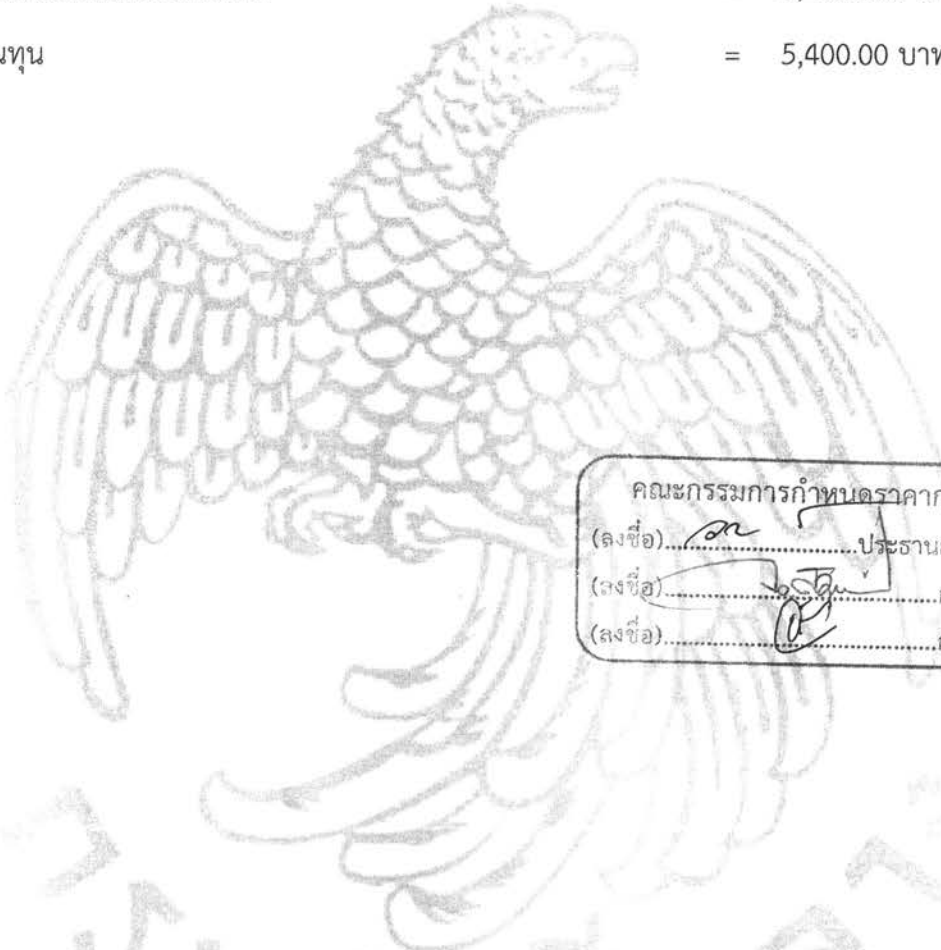 นทุน = 5,400.00 บาท
คณะกรรมการกำหนดราคาก
(ลงชื่อ)....................ประธาน
(ลงชื่อ)....................
(ลงชื่อ)....................